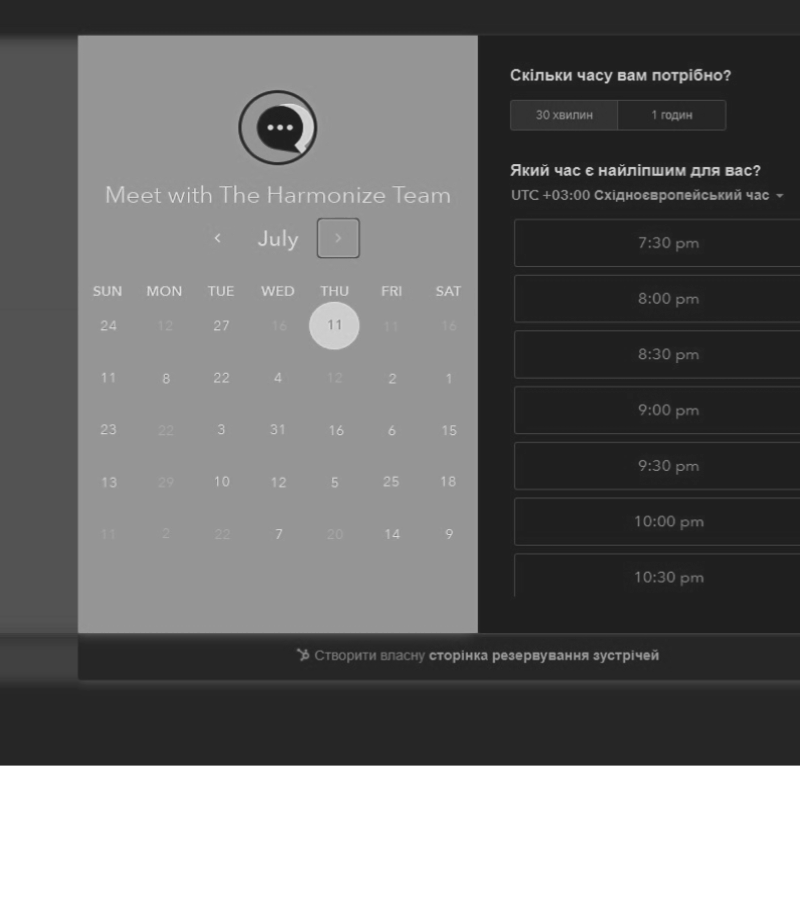 Meet with The Harmonize Team
July
SUN MON TUE WED THU FRI SAT
24 12 27 16 11 11 16
11 8 22 4 12 2 1
23 22 3 31 16 6 15
13 29 10 12 5 25 18
11 2 22 7 20 14 9
Скільки часу вам потрібно?
30 хвилин 1 годин
Який час є найліпшим для вас?
UTC +03:00 Східноєвропейський час
7:30 pm
8:00 pm
8:30 pm
9:00 pm
9:30 pm
10:00 pm
10:30 pm
Створити власну сторінка резервування зустрічей